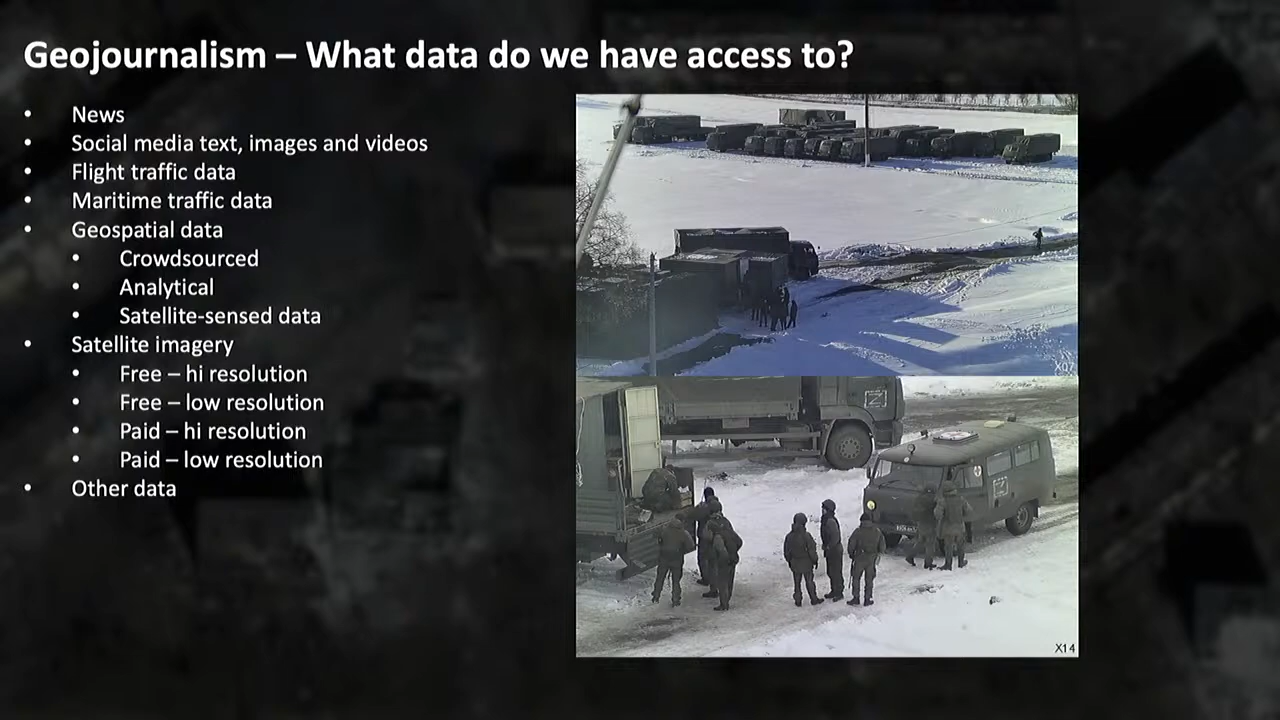 Geojournalism – What data do we have access to?
• News
• Social media text, images and videos
• Flight traffic data
• Maritime traffic data
• Geospatial data
• Crowdsourced
• Analytical
• Satellite-sensed data
• Satellite imagery
• Free – hi resolution
• Free – low resolution
• Paid – hi resolution
• Paid – low resolution
• Other data
Z
X14